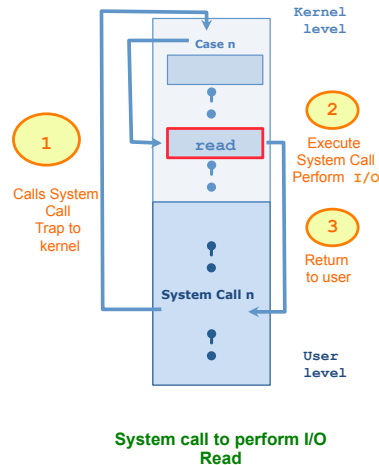 Kernel
level
Case n
1
2
read
Execute
System Call
Perform I/o
Calls System
Call
Trap to
kernel
3
Return
to user
System Call n
User
level
System call to perform I/O
Read